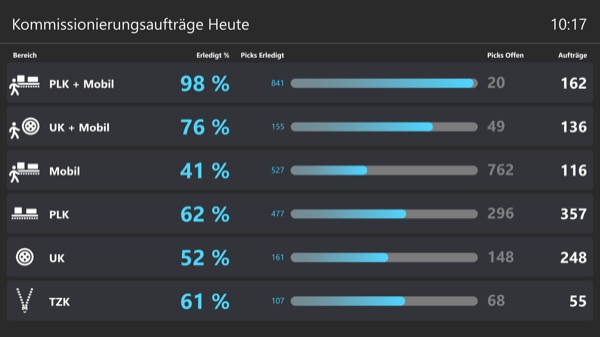 Kommissionierungsaufträge Heute 10:17
Bereich Erledigt % Picks Erledigt Picks Offen Aufträge
PLK + Mobil 98 % 841 20 162
UK + Mobil 76 % 155 49 136
Mobil 41 % 527 762 116
PLK 62 % 477 296 357
UK 52 % 161 148 248
TZK 61 % 107 68 55